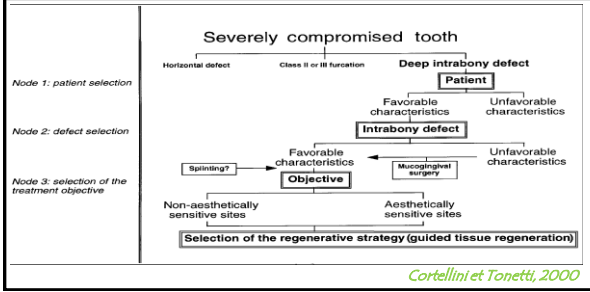 Severely compromised tooth
Horizontal defect
Class II or III furcation
Deep intrabony defect
Node 1: patient selection
Patient
Favorable
characteristics
Unfavorable
characteristics
Node 2: defect selection
Intrabony defect
Favorable
characteristics
Unfavorable
characteristics
Splinting?
Mucogingival
surgery
Node 3: selection of the
treatment objective
Objective
Non-aesthetically
sensitive sites
Aesthetically
sensitive sites
Selection of the regenerative strategy (guided tissue regeneration)
Cortellini et Tonetti, 2000